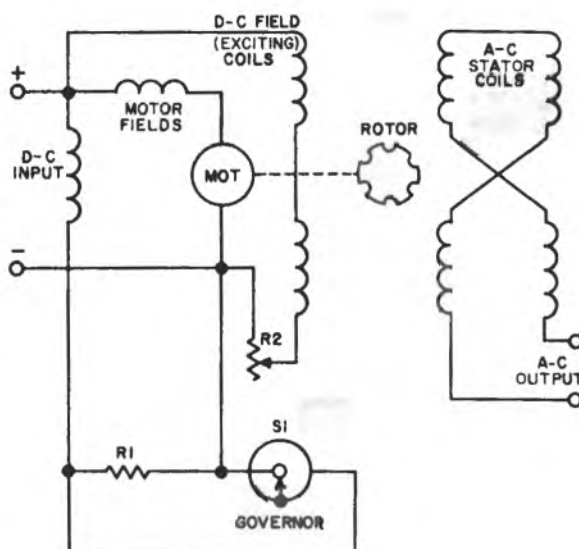 D-C FIELD
(EXCITING)
COILS
A-C
STATOR
COILS
+
MOTOR
FIELDS
ROTOR
D-C
INPUT
MOT
−
R2
A-C
OUTPUT
S1
R1
GOVERNOR